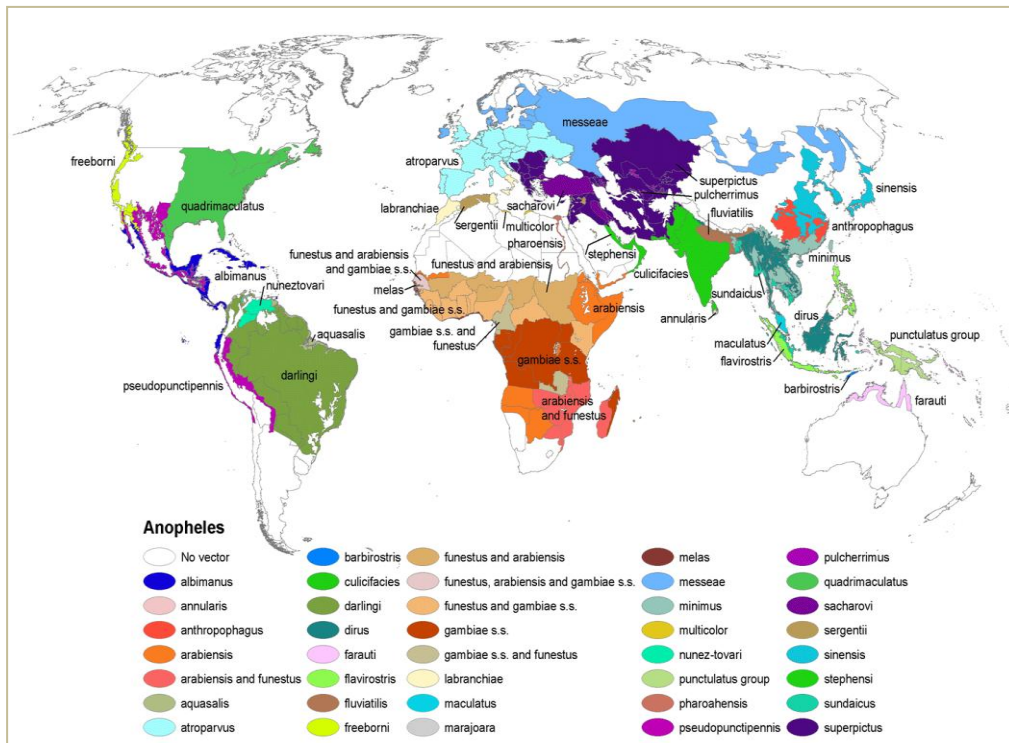 messeae
freeborni
atroparvus
quadrimaculatus
superpictus
pulcherrimus
sinensis
sacharovi
labranchiae
fluviatilis
sergentii
multicolor
anthropophagus
pharoensis
funestus and arabiensis
and gambiae s.s.
funestus and arabiensis
stephensi
minimus
albimanus
nuneztovari
melas
culicifacies
sundaicus
funestus and gambiae s.s.
arabiensis
dirus
annularis
aquasalis
gambiae s.s. and
funestus
maculatus
punctulatus group
flavirostris
gambiae s.s.
darlingi
pseudopunctipennis
barbirostris
farauti
arabiensis
and funestus
Anopheles
No vector
albimanus
annularis
anthropophagus
arabiensis
arabiensis and funestus
aquasalis
atroparvus
barbirostris
culicifacies
darlingi
dirus
farauti
flavirostris
fluviatilis
freeborni
funestus and arabiensis
funestus, arabiensis and gambiae s.s.
funestus and gambiae s.s.
gambiae s.s.
gambiae s.s. and funestus
labranchiae
maculatus
marajoara
melas
messeae
minimus
multicolor
nunez-tovari
punctulatus group
pharoahensis
pseudopunctipennis
pulcherrimus
quadrimaculatus
sacharovi
sergentii
sinensis
stephensi
sundaicus
superpictus